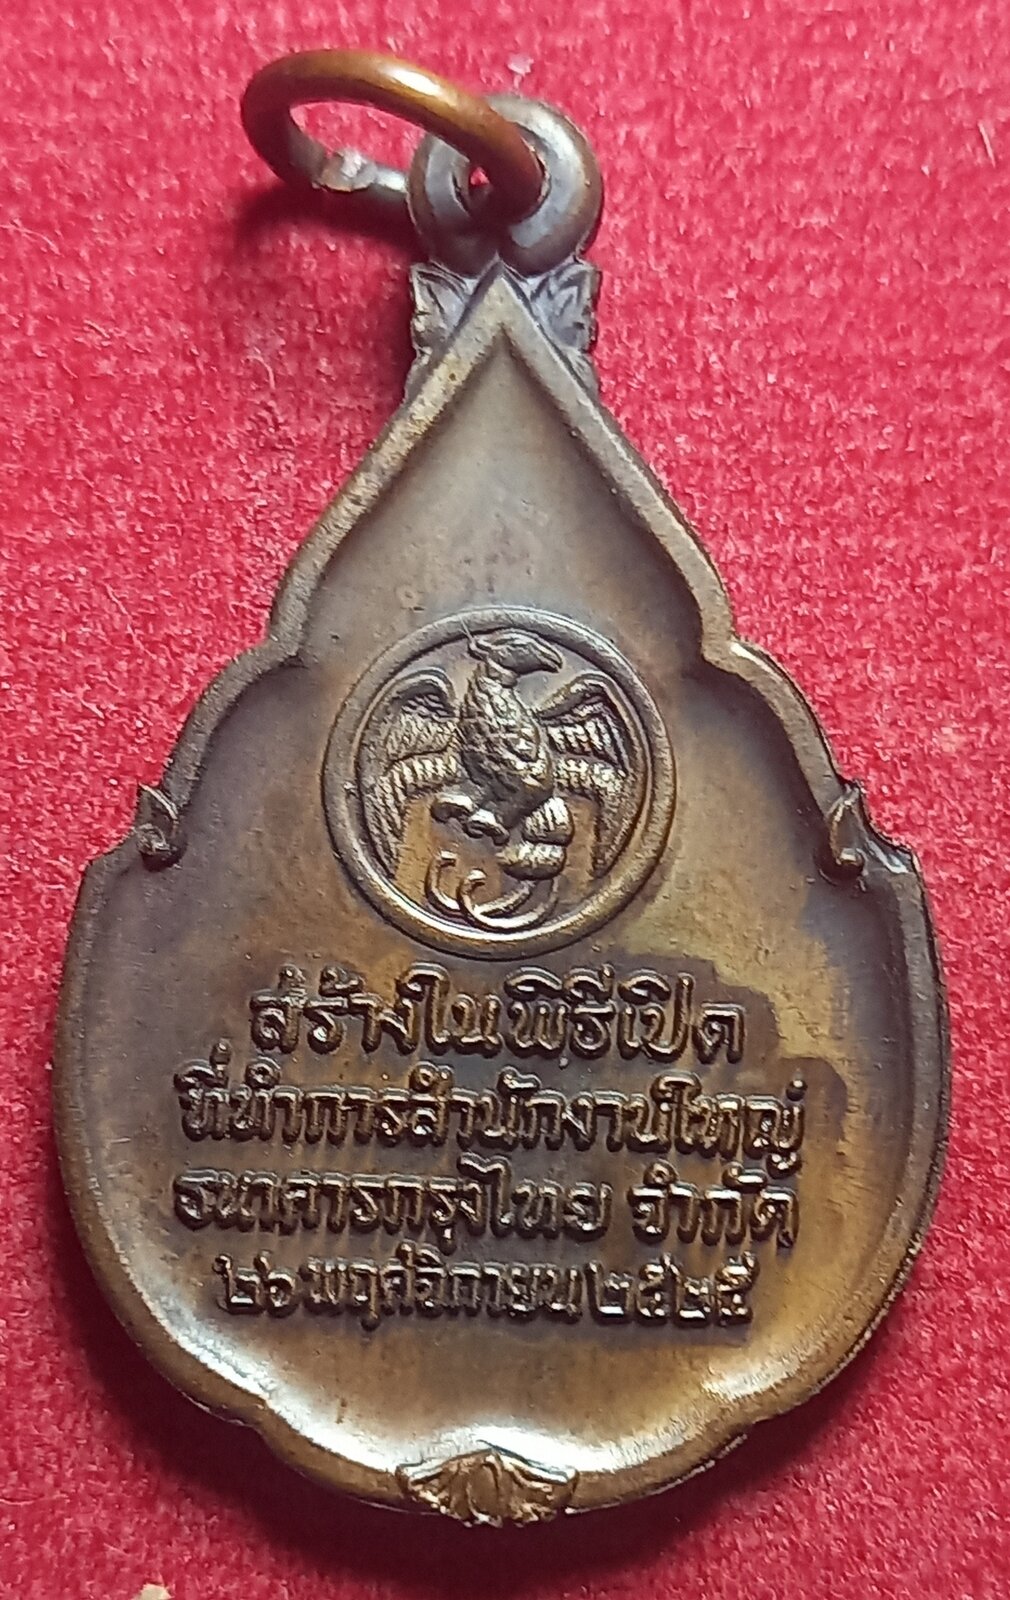 สร้างในพิธีเปิด
ที่ทำการสำนักงานใหญ่
ธนาคารกรุงไทย จำกัด
๒๖ พฤศจิกายน ๒๕๒๕